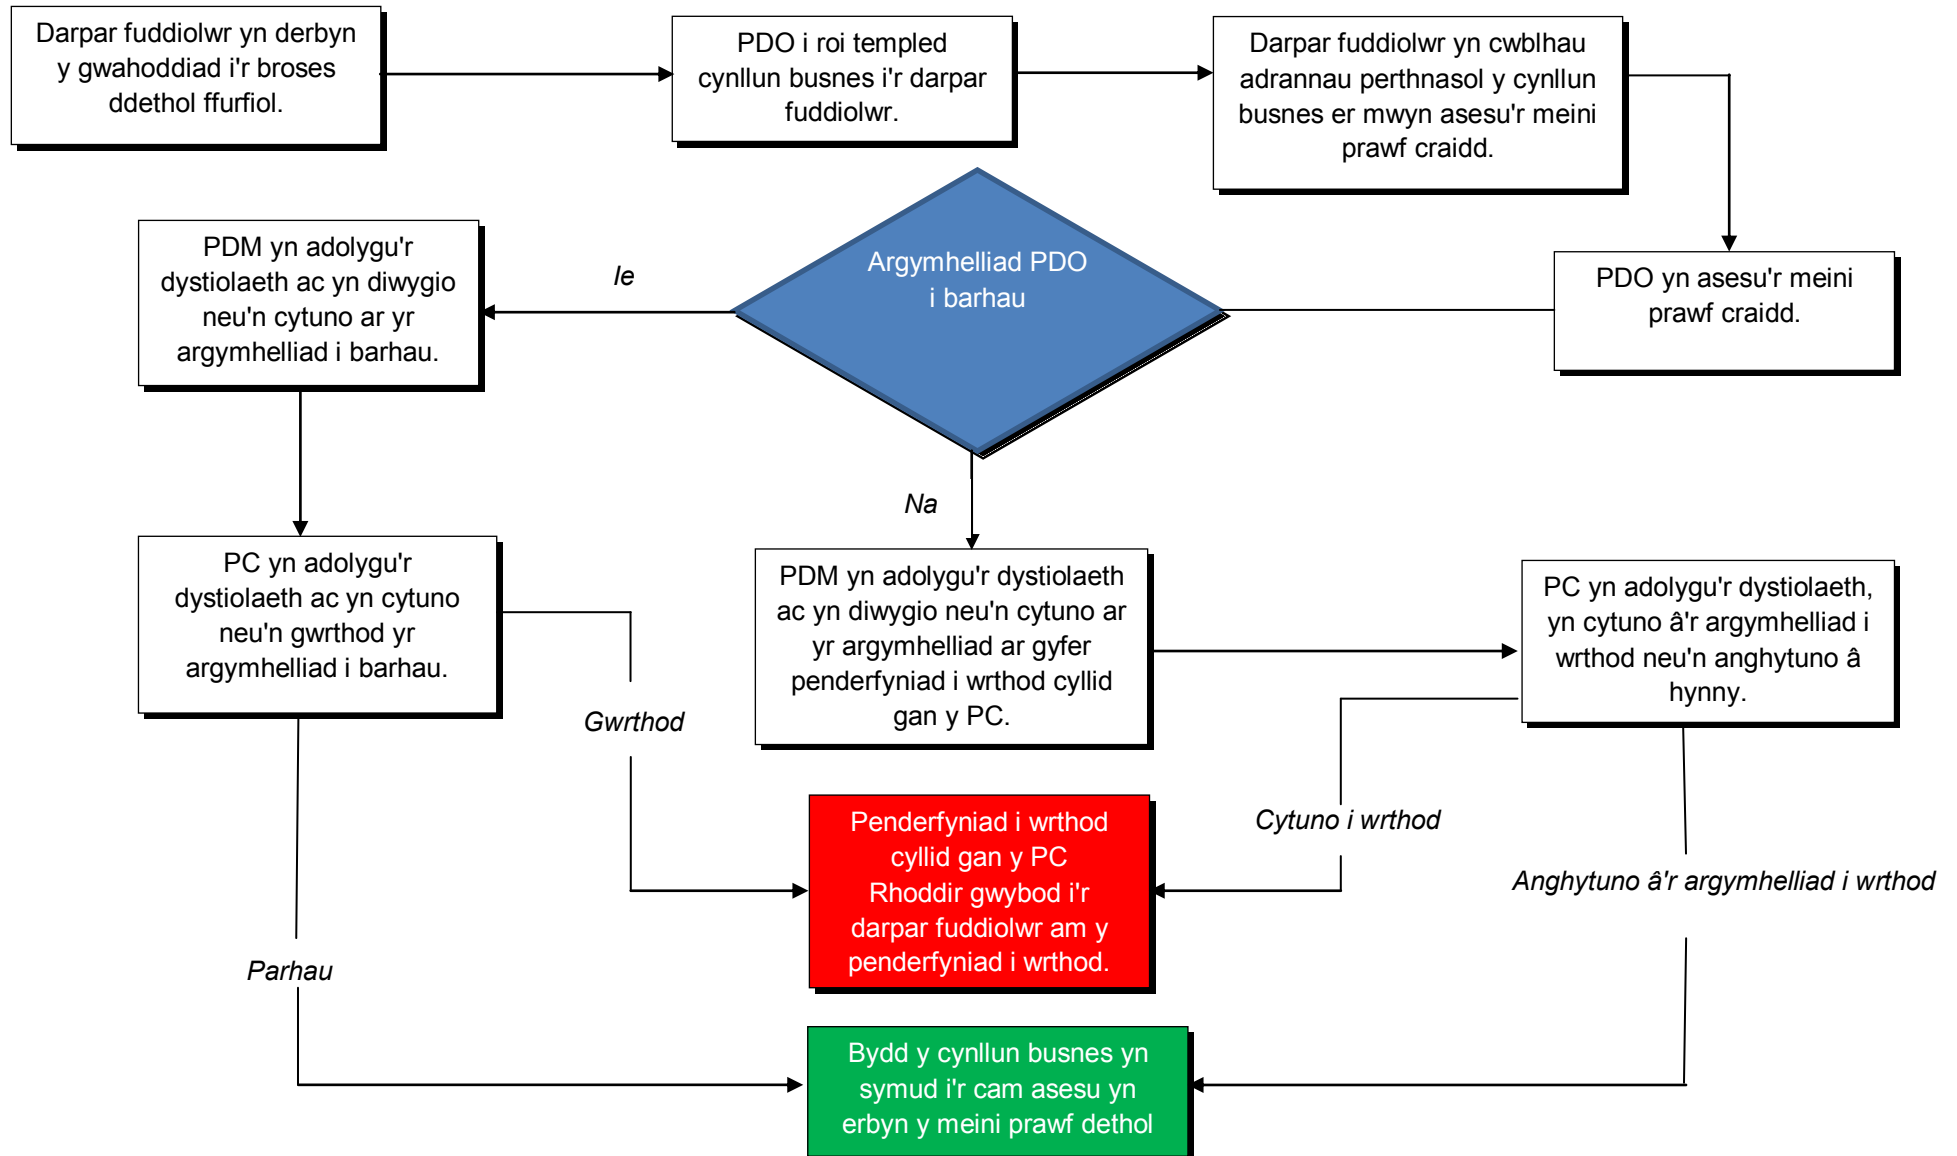 Darpar fuddiolwr yn derbyn
y gwahoddiad i'r broses
ddethol ffurfiol.
PDO i roi templed
cynllun busnes i'r darpar
fuddiolwr.
Darpar fuddiolwr yn cwblhau
adrannau perthnasol y cynllun
busnes er mwyn asesu'r meini
prawf craidd.
PDO yn asesu'r meini
prawf craidd.
Argymhelliad PDO
i barhau
Ie
PDM yn adolygu'r
dystiolaeth ac yn diwygio
neu'n cytuno ar yr
argymhelliad i barhau.
Na
PC yn adolygu'r
dystiolaeth ac yn cytuno
neu'n gwrthod yr
argymhelliad i barhau.
PDM yn adolygu'r dystiolaeth
ac yn diwygio neu'n cytuno ar
yr argymhelliad ar gyfer
penderfyniad i wrthod cyllid
gan y PC.
PC yn adolygu'r dystiolaeth,
yn cytuno â'r argymhelliad i
wrthod neu'n anghytuno â
hynny.
Gwrthod
Cytuno i wrthod
Anghytuno â'r argymhelliad i wrthod
Penderfyniad i wrthod
cyllid gan y PC
Rhoddir gwybod i'r
darpar fuddiolwr am y
penderfyniad i wrthod.
Parhau
Bydd y cynllun busnes yn
symud i'r cam asesu yn
erbyn y meini prawf dethol